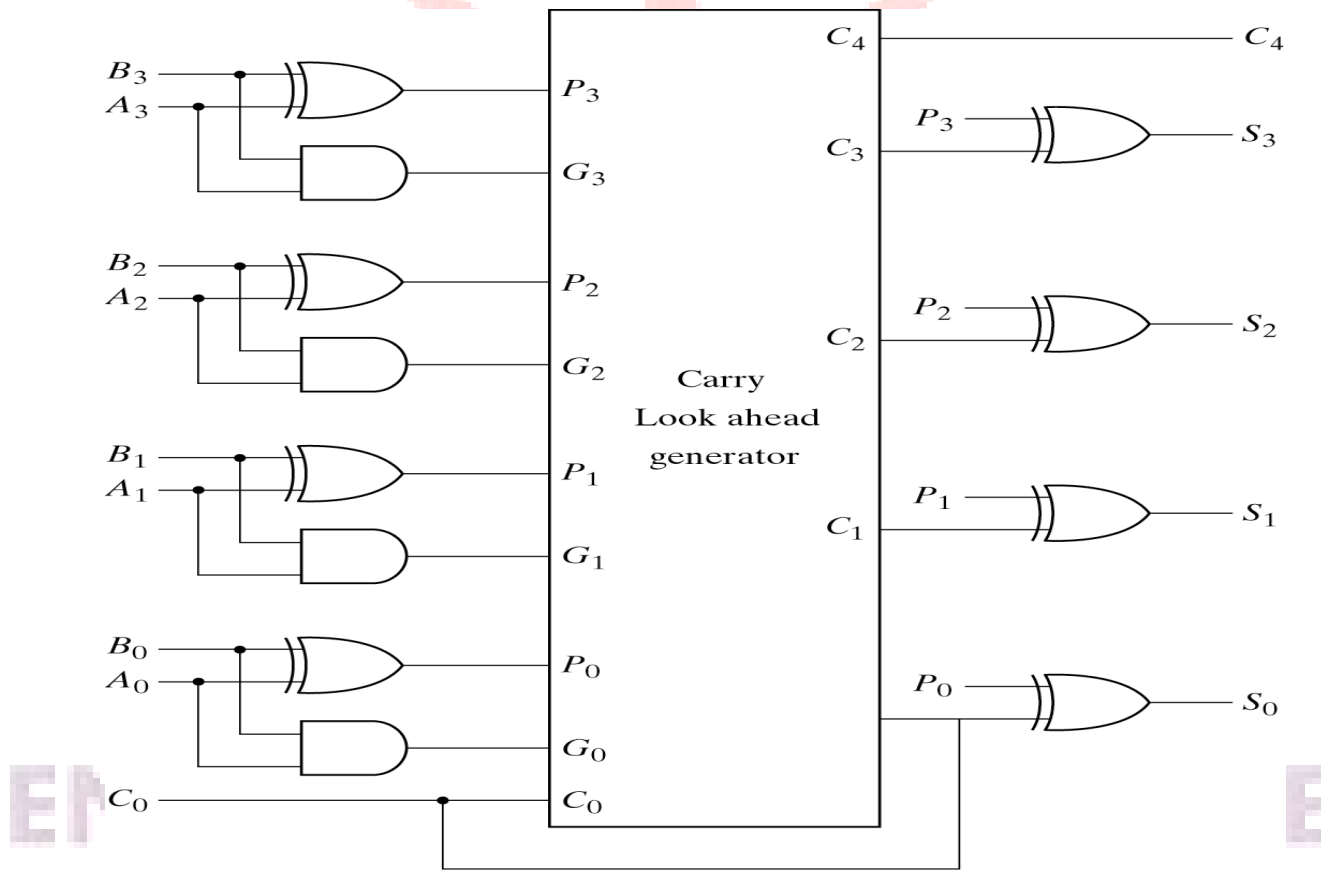 B₃
A₃
P₃
G₃
B₂
A₂
P₂
G₂
B₁
A₁
P₁
G₁
B₀
A₀
P₀
G₀
C₀
C₀
Carry
Look ahead
generator
C₄
C₄
P₃
C₃
S₃
P₂
C₂
S₂
P₁
C₁
S₁
P₀
S₀